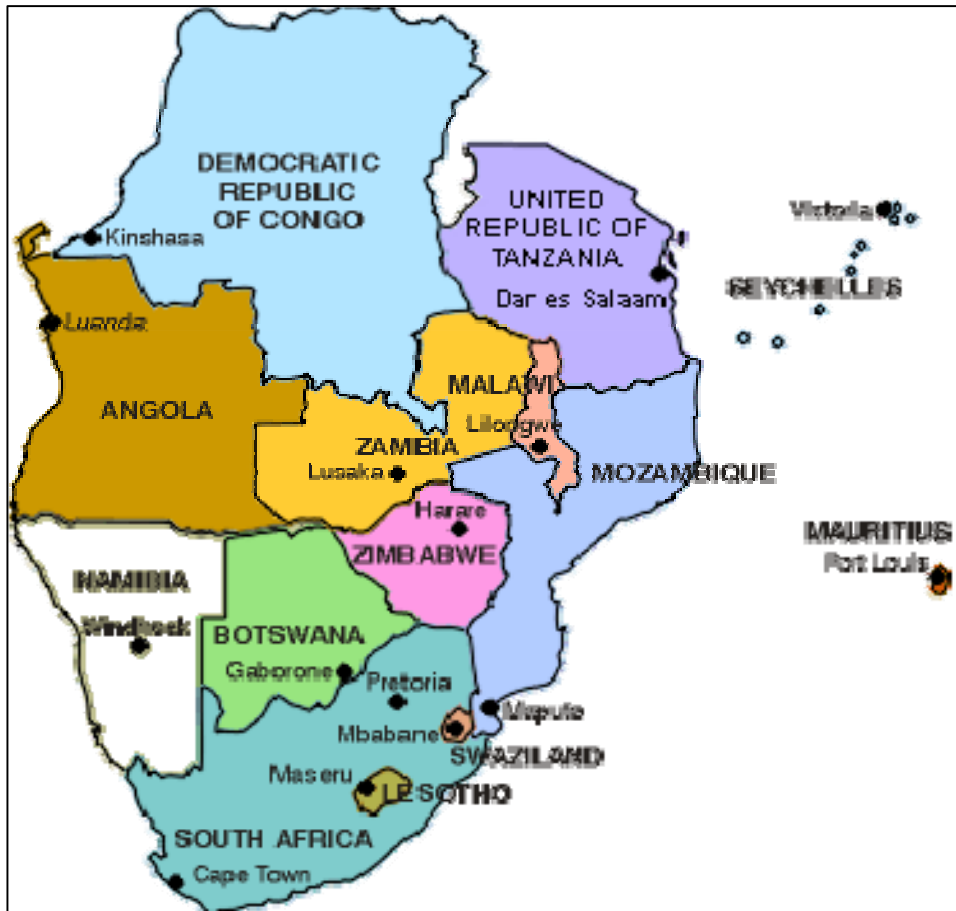 DEMOCRATIC
REPUBLIC
OF CONGO
Kinshasa
UNITED
REPUBLIC OF
TANZANIA
Dar es Salaam
Victoria
SEYCHELLES
Luanda
ANGOLA
MALAWI
Lilongwe
ZAMBIA
Lusaka
MOZAMBIQUE
Harare
ZIMBABWE
MAURITIUS
Port Louis
NAMIBIA
Windhoek
BOTSWANA
Gaborone
Pretoria
Maputo
Mbabane
SWAZILAND
Maseru
LESOTHO
SOUTH AFRICA
Cape Town